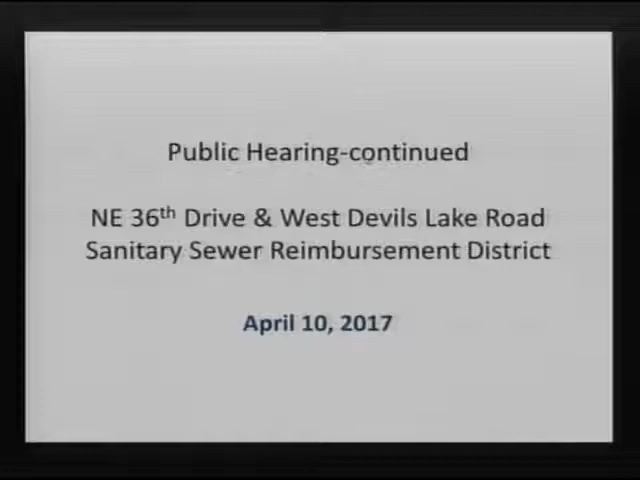 Public Hearing-continued
NE 36th Drive & West Devils Lake Road
Sanitary Sewer Reimbursement District
April 10, 2017